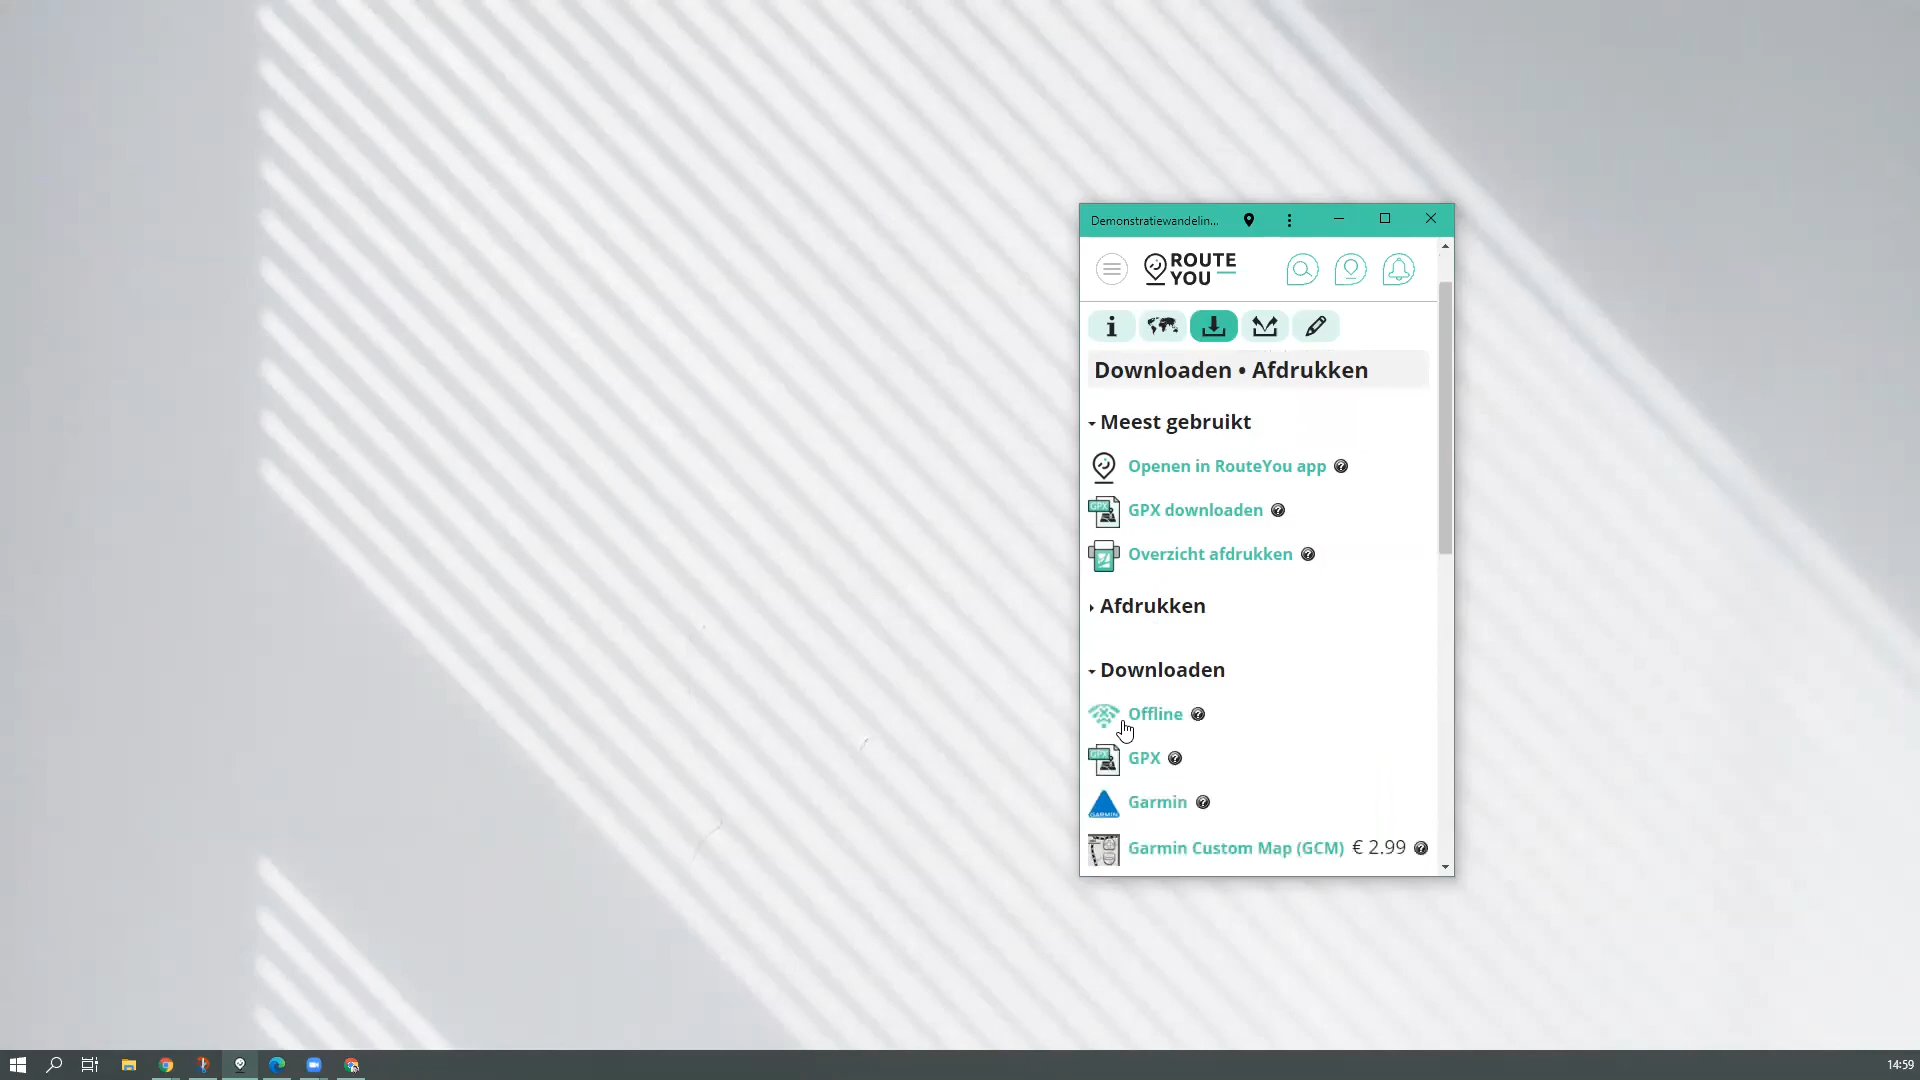 Demonstratiewandelin...
ROUTE
YOU
Downloaden • Afdrukken
Meest gebruikt
Openen in RouteYou app
GPX downloaden
Overzicht afdrukken
Afdrukken
Downloaden
Offline
GPX
Garmin
Garmin Custom Map (GCM) € 2.99
14:59